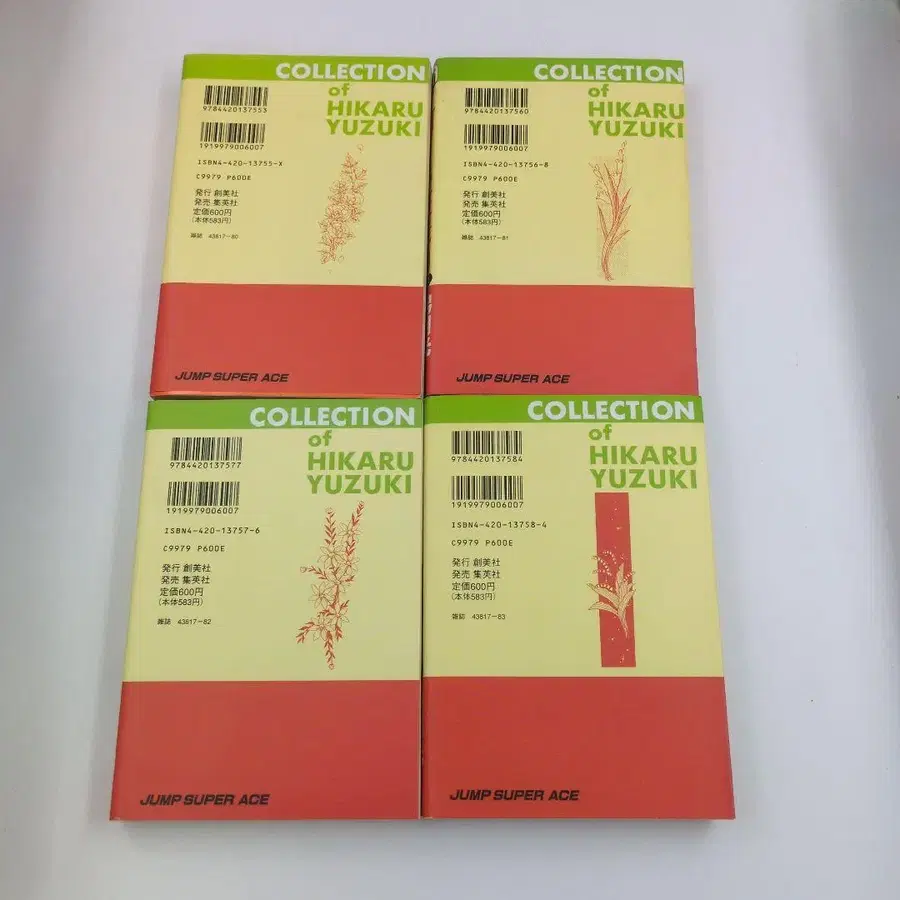 COLLECTION
of
HIKARU
YUZUKI
9784420137553
1919979006007
ISBN4-420-13755-X
C9979 P600E
発行 創美社
発売 集英社
定価600円
(本体583円)
雑誌 43817-80
JUMP SUPER ACE
COLLECTION
of
HIKARU
YUZUKI
9784420137560
1919979006007
ISBN4-420-13756-8
C9979 P600E
発行 創美社
発売 集英社
定価600円
(本体583円)
雑誌 43817-81
JUMP SUPER ACE
COLLECTION
of
HIKARU
YUZUKI
9784420137577
1919979006007
ISBN4-420-13757-6
C9979 P600E
発行 創美社
発売 集英社
定価600円
(本体583円)
雑誌 43817-82
JUMP SUPER ACE
COLLECTION
of
HIKARU
YUZUKI
9784420137584
1919979006007
ISBN4-420-13758-4
C9979 P600E
発行 創美社
発売 集英社
定価600円
(本体583円)
雑誌 43817-83
JUMP SUPER ACE